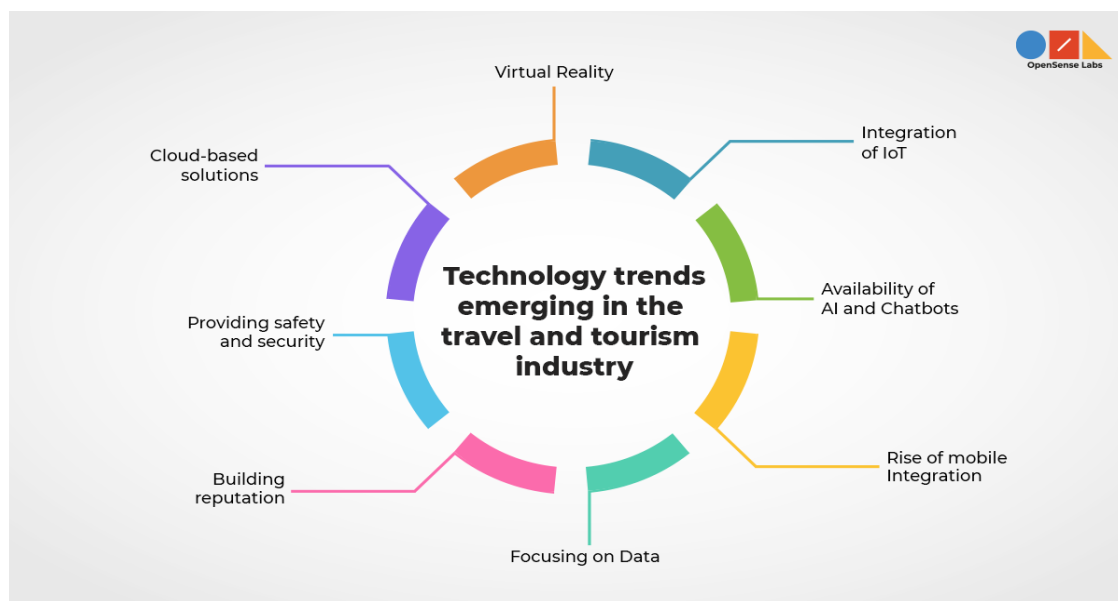 OpenSense Labs
Virtual Reality
Integration
of IoT
Cloud-based
solutions
Technology trends
emerging in the
travel and tourism
industry
Availability of
AI and Chatbots
Providing safety
and security
Rise of mobile
Integration
Building
reputation
Focusing on Data